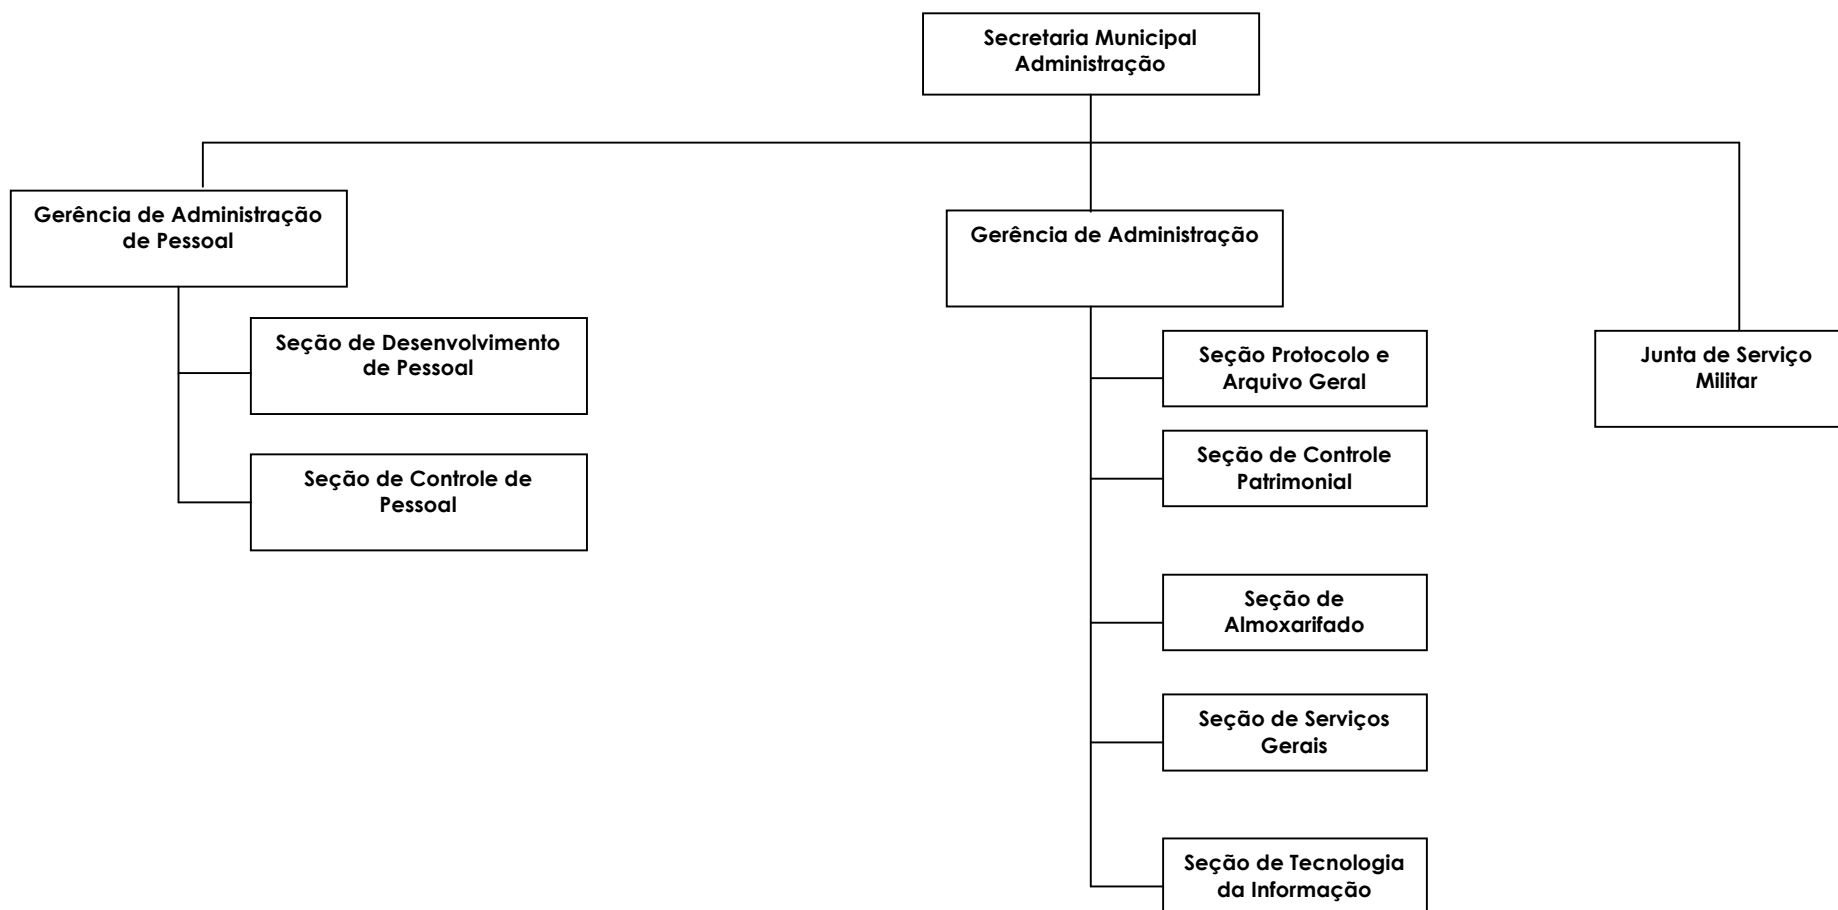 Secretaria Municipal
Administração
Gerência de Administração
de Pessoal
Gerência de Administração
Seção de Desenvolvimento
de Pessoal
Seção Protocolo e
Arquivo Geral
Junta de Serviço
Militar
Seção de Controle
Patrimonial
Seção de Controle de
Pessoal
Seção de
Almoxarifado
Seção de Serviços
Gerais
Seção de Tecnologia
da Informação